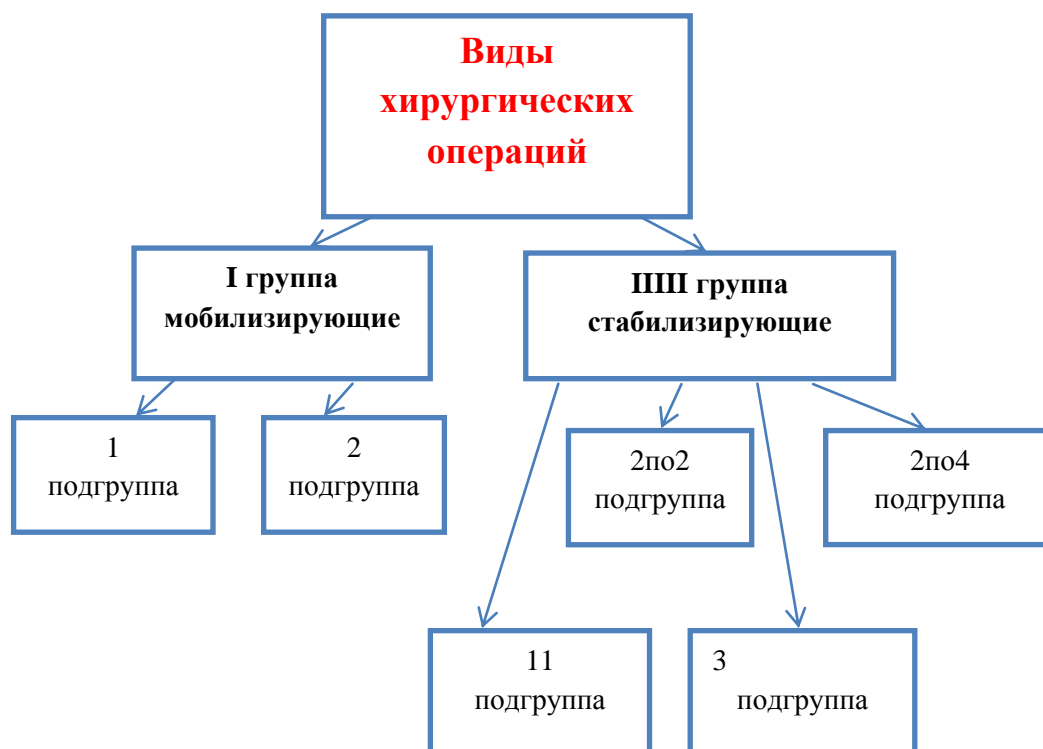 Виды
хирургических
операций
I группа
мобилизирующие
IIIII группа
стабилизирующие
1
подгруппа
2
подгруппа
2по2
подгруппа
2по4
подгруппа
11
подгруппа
3
подгруппа